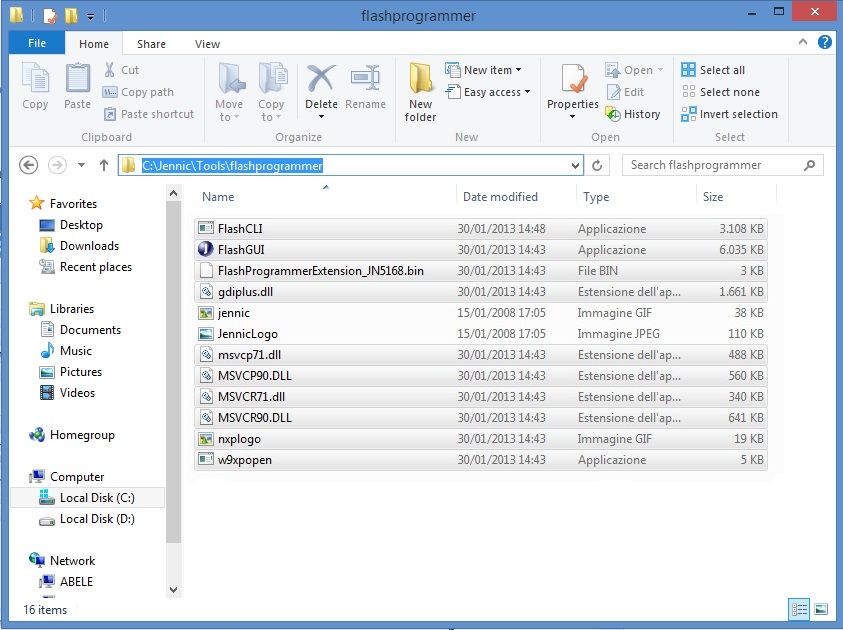 flashprogrammer
File Home Share View
Copy Paste Cut Copy path Paste shortcut
Clipboard
Move to Copy to Delete Rename
Organize
New folder New item Easy access
New
Properties Open Edit History
Open
Select all Select none Invert selection
Select
C:\Jennic\Tools\flashprogrammer Search flashprogrammer
Favorites
Desktop
Downloads
Recent places
Libraries
Documents
Music
Pictures
Videos
Homegroup
Computer
Local Disk (C:)
Local Disk (D:)
Network
ABELE
Name Date modified Type Size
FlashCLI 30/01/2013 14:48 Applicazione 3.108 KB
FlashGUI 30/01/2013 14:43 Applicazione 6.035 KB
FlashProgrammerExtension_JN5168.bin 30/01/2013 14:43 File BIN 3 KB
gdiplus.dll 30/01/2013 14:43 Estensione dell'ap... 1.661 KB
jennic 15/01/2008 17:05 Immagine GIF 38 KB
JennicLogo 15/01/2008 17:05 Immagine JPEG 110 KB
msvcp71.dll 30/01/2013 14:43 Estensione dell'ap... 488 KB
MSVCP90.DLL 30/01/2013 14:43 Estensione dell'ap... 560 KB
MSVCR71.dll 30/01/2013 14:43 Estensione dell'ap... 340 KB
MSVCR90.DLL 30/01/2013 14:43 Estensione dell'ap... 641 KB
nxplogo 30/01/2013 14:43 Immagine GIF 19 KB
w9xpopen 30/01/2013 14:43 Applicazione 5 KB
16 items